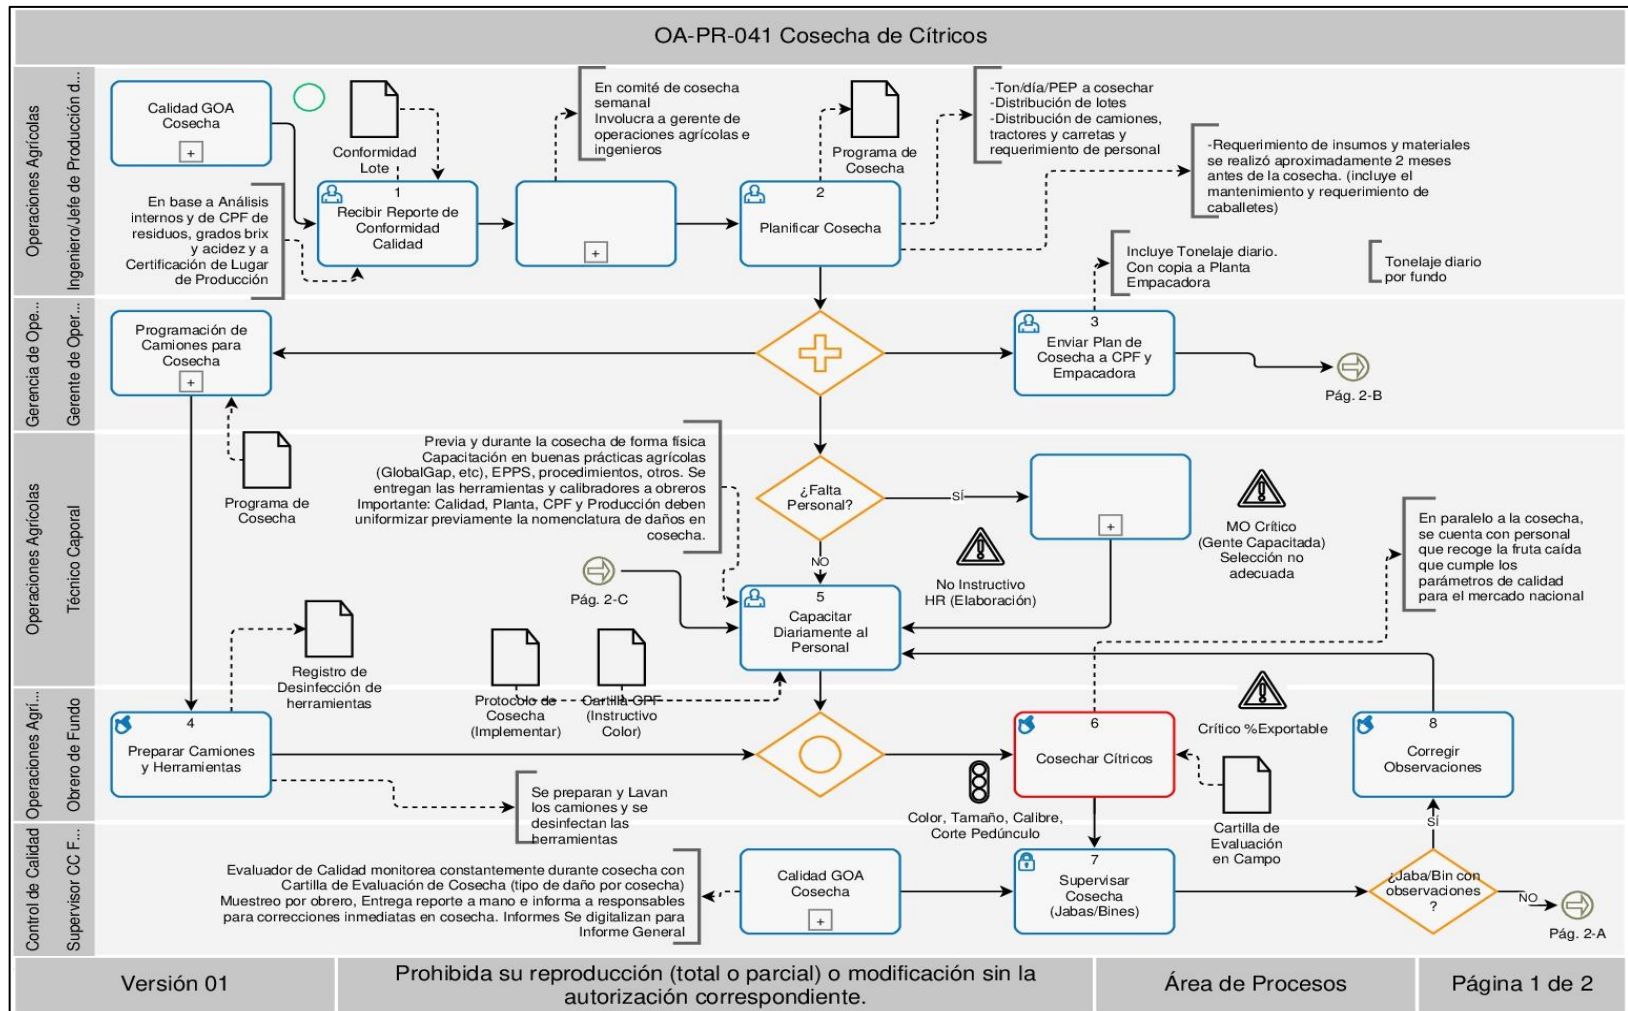 OA-PR-041 Cosecha de Cítricos
Operaciones Agrícolas
Ingeniero/Jefe de Producción d...
Calidad GOA
Cosecha
+
Conformidad
Lote
En base a Análisis
internos y de CPF de
residuos, grados brix
y acidez y a
Certificación de Lugar
de Producción
1
Recibir Reporte de
Conformidad
Calidad
En comité de cosecha
semanal
Involucra a gerente de
operaciones agrícolas e
ingenieros
+
2
Planificar Cosecha
Programa de
Cosecha
-Ton/día/PEP a cosechar
-Distribución de lotes
-Distribución de camiones,
tractores y carretas y
requerimiento de personal
-Requerimiento de insumos y materiales
se realizó aproximadamente 2 meses
antes de la cosecha. (incluye el
mantenimiento y requerimiento de
caballetes)
Incluye Tonelaje diario.
Con copia a Planta
Empacadora
Tonelaje diario
por fundo
Gerencia de Ope...
Gerente de Oper...
Programación de
Camiones para
Cosecha
+
3
Enviar Plan de
Cosecha a CPF y
Empacadora
Pág. 2-B
Operaciones Agrícolas
Técnico Caporal
Programa de
Cosecha
Previa y durante la cosecha de forma física
Capacitación en buenas prácticas agrícolas
(GlobalGap, etc), EPPS, procedimientos, otros. Se
entregan las herramientas y calibradores a obreros
Importante: Calidad, Planta, CPF y Producción deben
uniformizar previamente la nomenclatura de daños en
cosecha.
¿Falta
Personal?
SÍ
NO
+
No Instructivo
HR (Elaboración)
MO Crítico
(Gente Capacitada)
Selección no
adecuada
En paralelo a la cosecha,
se cuenta con personal
que recoge la fruta caída
que cumple los
parámetros de calidad
para el mercado nacional
Pág. 2-C
5
Capacitar
Diariamente al
Personal
Registro de
Desinfección de
herramientas
Protocolo de
Cosecha
(Implementar)
Cartilla CPF
(Instructivo
Color)
Operaciones Agrí...
Obrero de Fundo
4
Preparar Camiones
y Herramientas
Se preparan y Lavan
los camiones y se
desinfectan las
herramientas
6
Cosechar Cítricos
Color, Tamaño, Calibre,
Corte Pedúnculo
Crítico %Exportable
Cartilla de
Evaluación
en Campo
8
Corregir
Observaciones
SÍ
Control de Calidad
Supervisor CC F...
Evaluador de Calidad monitorea constantemente durante cosecha con
Cartilla de Evaluación de Cosecha (tipo de daño por cosecha)
Muestreo por obrero, Entrega reporte a mano e informa a responsables
para correcciones inmediatas en cosecha. Informes Se digitalizan para
Informe General
Calidad GOA
Cosecha
+
7
Supervisar
Cosecha
(Jabas/Bines)
¿Jaba/Bin con
observaciones
?
NO
Pág. 2-A
Versión 01
Prohibida su reproducción (total o parcial) o modificación sin la
autorización correspondiente.
Área de Procesos
Página 1 de 2